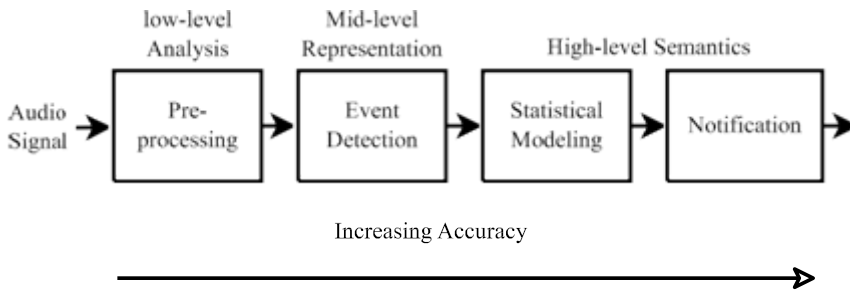 low-level
Analysis
Mid-level
Representation
High-level Semantics
Audio
Signal
Pre-
processing
Event
Detection
Statistical
Modeling
Notification
Increasing Accuracy